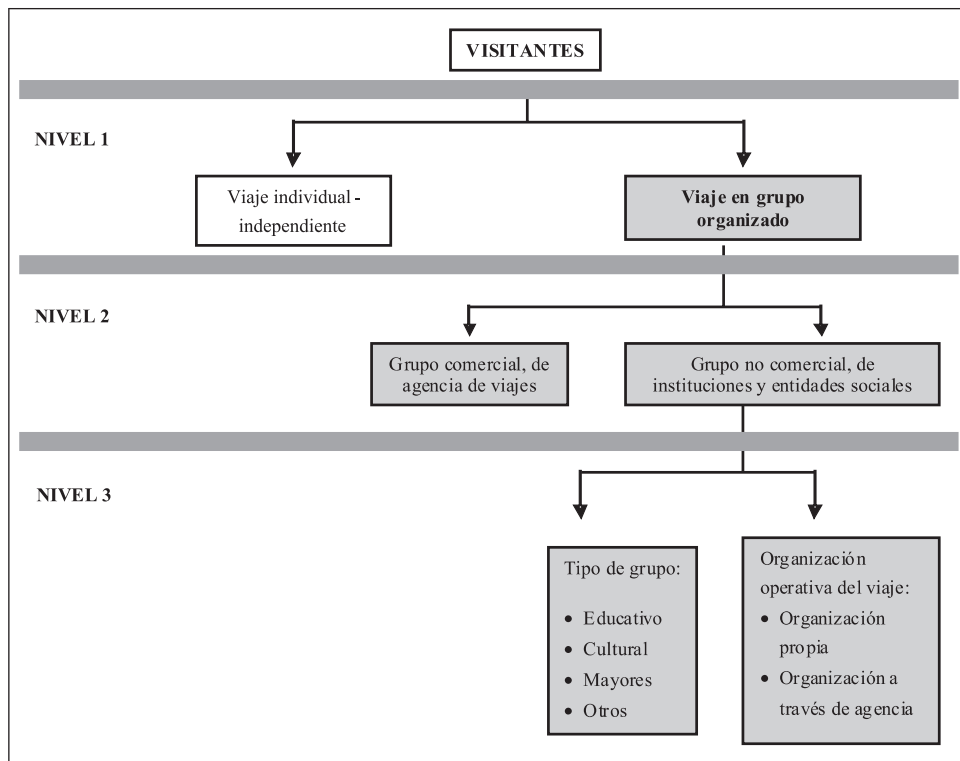 VISITANTES
NIVEL 1
Viaje individual -
independiente
Viaje en grupo
organizado
NIVEL 2
Grupo comercial, de
agencia de viajes
Grupo no comercial, de
instituciones y entidades sociales
NIVEL 3
Tipo de grupo:
• Educativo
• Cultural
• Mayores
• Otros
Organización
operativa del viaje:
• Organización
propia
• Organización a
través de agencia